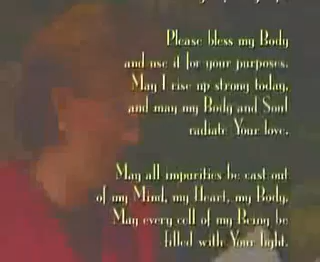 Please bless my Body
and use it for your purposes.
May I rise up strong today,
and may my Body and Soul
radiate Your love.
May all impurities be cast out
of my Mind, my Heart, my Body.
May every cell of my Being be
filled with Your light.